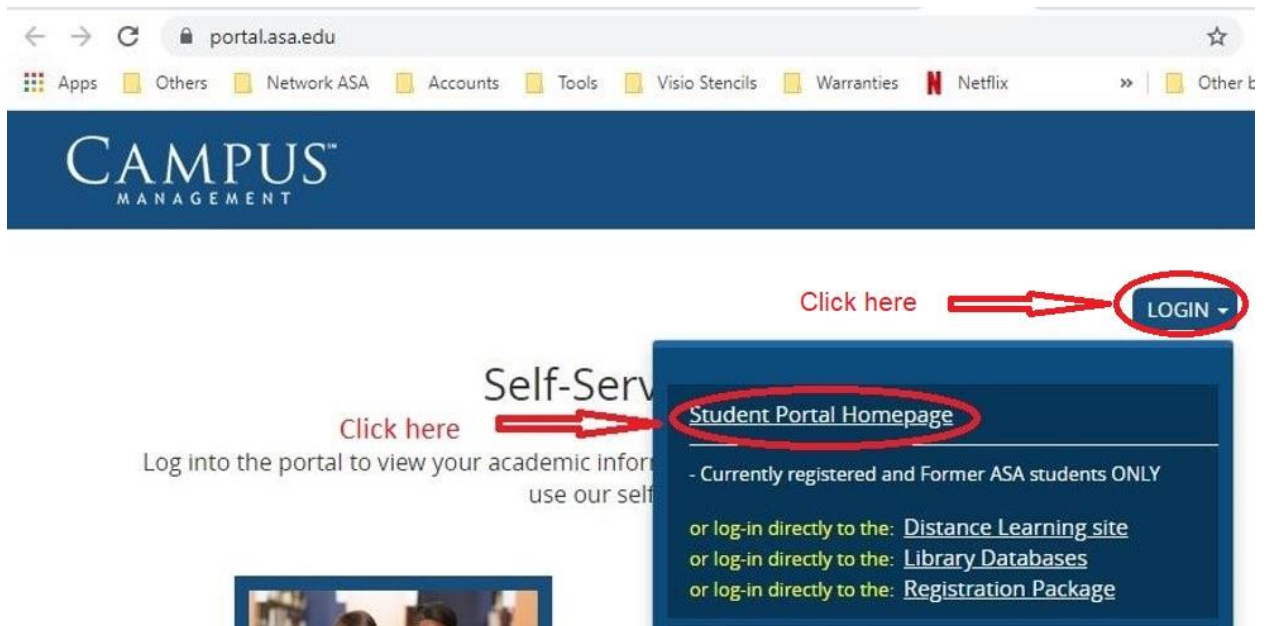 portal.asa.edu
Apps Others Network ASA Accounts Tools Visio Stencils Warranties Netflix » Other
CAMPUS™
MANAGEMENT
Click here LOGIN
Self-Serv
Student Portal Homepage
Click here
Log into the portal to view your academic infor
- Currently registered and Former ASA students ONLY
use our self
or log-in directly to the: Distance Learning site
or log-in directly to the: Library Databases
or log-in directly to the: Registration Package